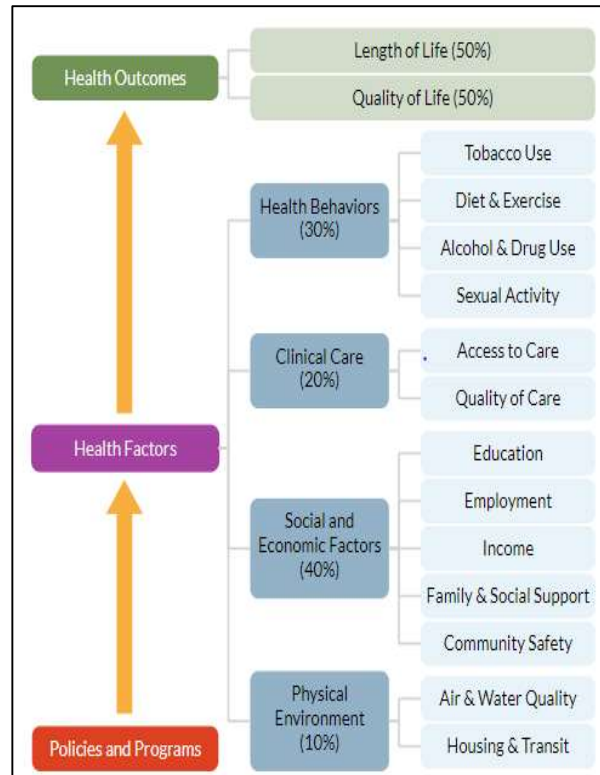 Health Outcomes
Length of Life (50%)
Quality of Life (50%)
Health Factors
Health Behaviors
(30%)
Tobacco Use
Diet & Exercise
Alcohol & Drug Use
Sexual Activity
Clinical Care
(20%)
Access to Care
Quality of Care
Social and
Economic Factors
(40%)
Education
Employment
Income
Family & Social Support
Community Safety
Physical
Environment
(10%)
Air & Water Quality
Housing & Transit
Policies and Programs